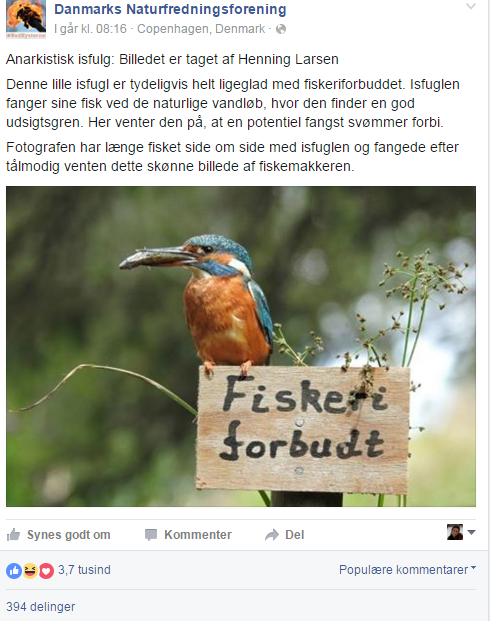 Danmarks Naturfredningsforening
I går kl. 08:16 · Copenhagen, Denmark ·
Anarkistisk isfulg: Billedet er taget af Henning Larsen
Denne lille isfugl er tydeligvis helt ligeglad med fiskeriforbuddet. Isfuglen
fanger sine fisk ved de naturlige vandløb, hvor den finder en god
udsigtsgren. Her venter den på, at en potentiel fangst svømmer forbi.
Fotografen har længe fisket side om side med isfuglen og fangede efter
tålmodig venten dette skønne billede af fiskemakkeren.
Fiskeri
forbudt
Synes godt om Kommenter Del
3,7 tusind Populære kommentarer
394 delinger